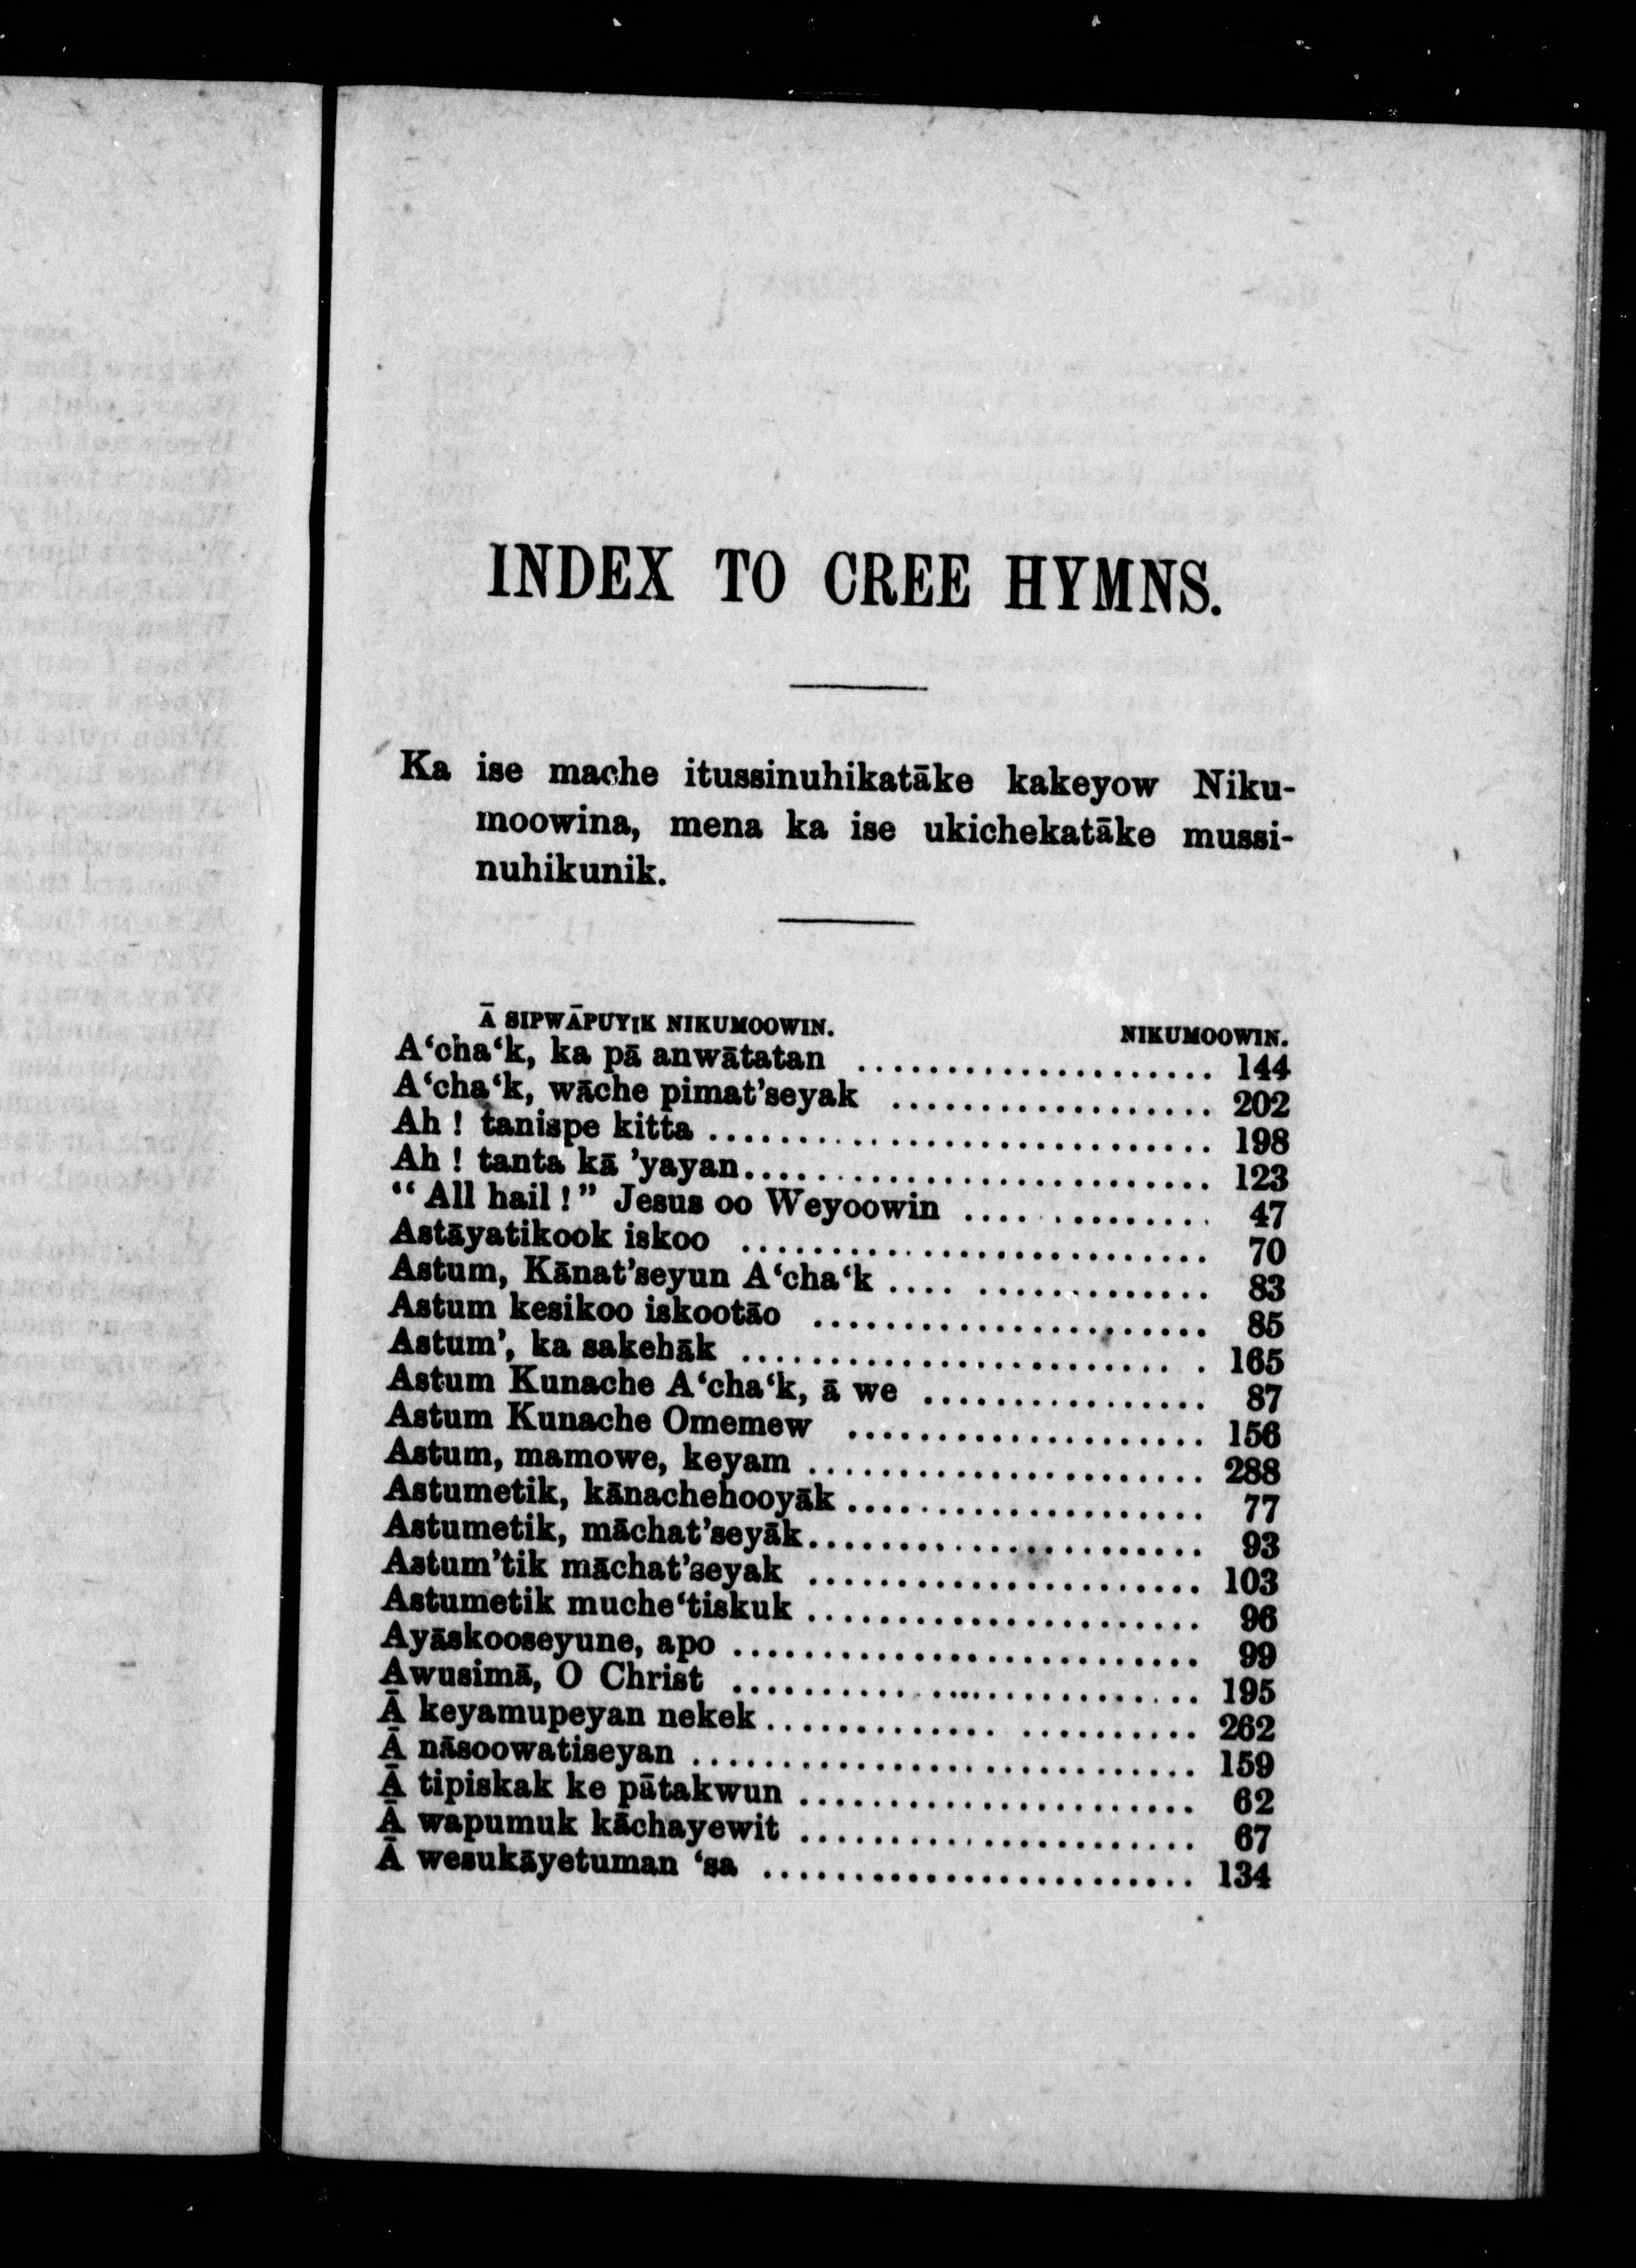 INDEX TO CREE HYMNS.
Ka ise mache itussinuhikatāke kakeyow Niku-
moowina, mena ka ise ukichekatāke mussi-
nuhikunik.
Ā SIPWĀPUYIK NIKUMOOWIN. NIKUMOOWIN.
A‘cha‘k, ka pā anwātatan .................... 144
A‘cha‘k, wāche pimat’seyak .................. 202
Ah ! tanispe kitta ............................ 198
Ah ! tanta kā ’yayan.......................... 123
“ All hail ! ” Jesus oo Weyoowin .............. 47
Astāyatikook iskoo .......................... 70
Astum, Kānat’seyun A‘cha‘k .... ............. 83
Astum kesikoo iskootāo ...................... 85
Astum’, ka sakehāk .......................... 165
Astum Kunache A‘cha‘k, ā we ................ 87
Astum Kunache Omemew .................... 156
Astum, mamowe, keyam ...................... 288
Astumetik, kānachehooyāk .................... 77
Astumetik, māchat’seyāk...................... 93
Astum’tik māchat’seyak ...................... 103
Astumetik muche‘tiskuk ...................... 96
Ayāskooseyune, apo .......................... 99
Awusimā, O Christ .......................... 195
Ā keyamupeyan nekek ............. .......... 262
Ā nāsoowatiseyan ............................ 159
Ā tipiskak ke pātakwun ...................... 62
Ā wapumuk kāchayewit ...................... 67
Ā wesukāyetuman ‘sa ........................ 134